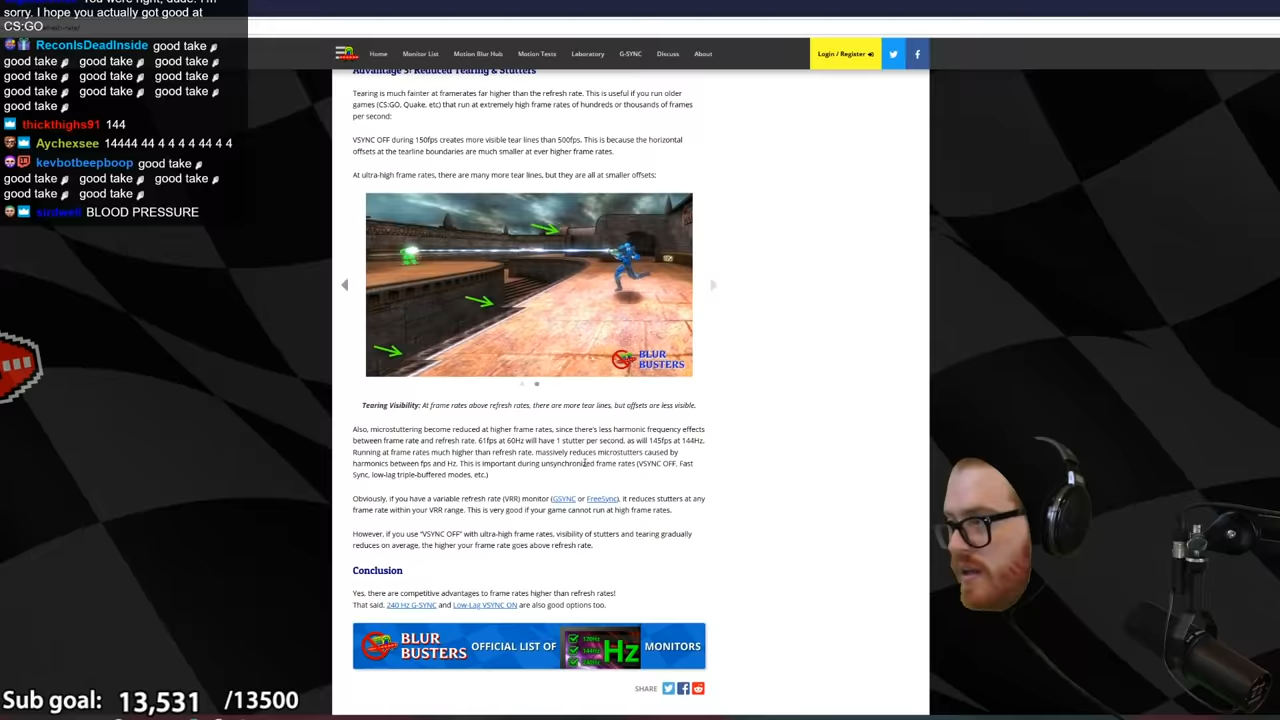 sorry. I hope you actually got good at
CS:GO
ReconIsDeadInside good take
good take good take good take
good take good take good take
good take good take good take
good take
thickthighs91 144
Aychexsee 14444 44 4 4 4 44 4 4
kevbotbeepboop good take
good take good take good take
good take good take
sirdwell BLOOD PRESSURE
Home Monitor List Motion Blur Hub Motion Tests Laboratory G-SYNC Discuss About Login / Register
Advantage 5: Reduced Tearing & Stutters
Tearing is much fainter at framerates far higher than the refresh rate. This is useful if you run older
games (CS:GO, Quake, etc) that run at extremely high frame rates of hundreds or thousands of frames
per second:
VSYNC OFF during 150fps creates more visible tear lines than 500fps. This is because the horizontal
offsets at the tearline boundaries are much smaller at ever higher frame rates.
At ultra-high frame rates, there are many more tear lines, but they are all at smaller offsets:
BLUR
BUSTERS
Tearing Visibility: At frame rates above refresh rates, there are more tear lines, but offsets are less visible.
Also, microstuttering become reduced at higher frame rates, since there's less harmonic frequency effects
between frame rate and refresh rate. 61fps at 60Hz will have 1 stutter per second, as will 145fps at 144Hz.
Running at frame rates much higher than refresh rate, massively reduces microstutters caused by
harmonics between fps and Hz. This is important during unsynchronized frame rates (VSYNC OFF, Fast
Sync, low-lag triple-buffered modes, etc.)
Obviously, if you have a variable refresh rate (VRR) monitor (GSYNC or FreeSync), it reduces stutters at any
frame rate within your VRR range. This is very good if your game cannot run at high frame rates.
However, if you use "VSYNC OFF" with ultra-high frame rates, visibility of stutters and tearing gradually
reduces on average, the higher your frame rate goes above refresh rate.
Conclusion
Yes, there are competitive advantages to frame rates higher than refresh rates!
That said, 240 Hz G-SYNC and Low-Lag VSYNC ON are also good options too.
BLUR
BUSTERS OFFICIAL LIST OF 120Hz 144Hz 240Hz Hz MONITORS
SHARE
Sub goal: 13,531 /13500